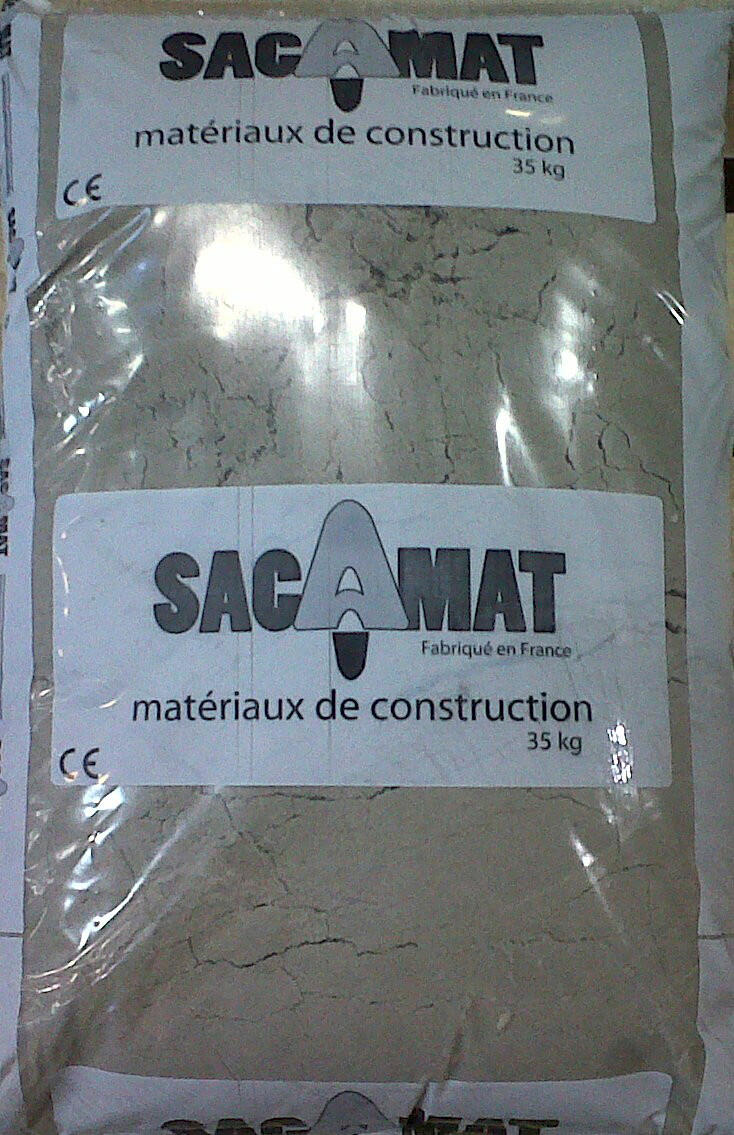 SACAMAT
Fabriqué en France
matériaux de construction
35 kg
CE
SACAMAT
Fabriqué en France
matériaux de construction
35 kg
CE
SACAMAT